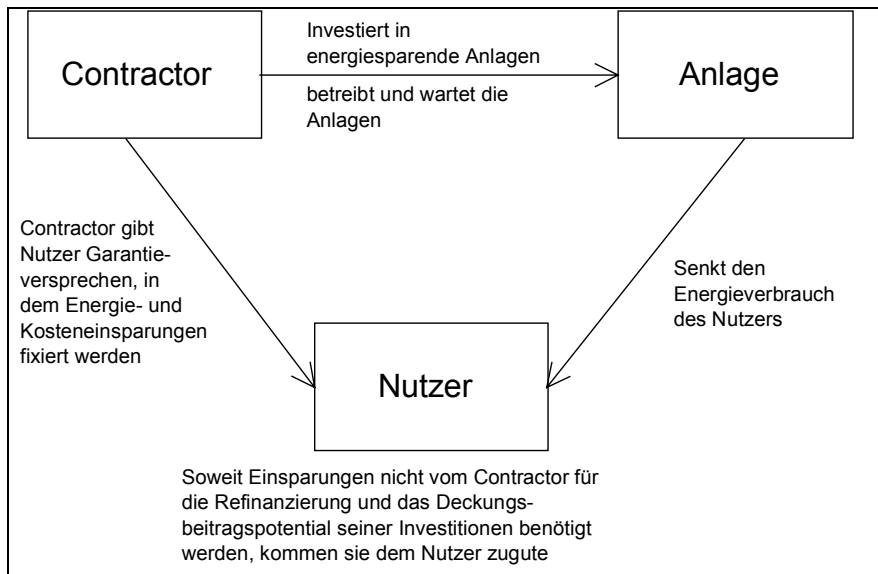 Contractor
Investiert in
energiesparende Anlagen
betreibt und wartet die
Anlagen
Anlage
Contractor gibt
Nutzer Garantie-
versprechen, in
dem Energie- und
Kosteneinsparungen
fixiert werden
Senkt den
Energieverbrauch
des Nutzers
Nutzer
Soweit Einsparungen nicht vom Contractor für
die Refinanzierung und das Deckungs-
beitragspotential seiner Investitionen benötigt
werden, kommen sie dem Nutzer zugute